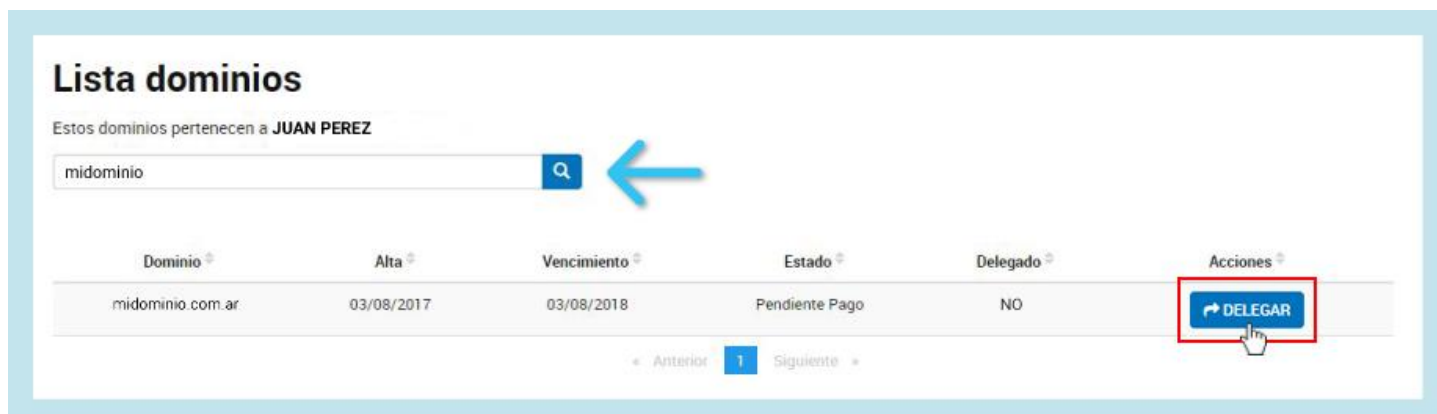 Lista dominios
Estos dominios pertenecen a JUAN PEREZ
midominio
Dominio Alta Vencimiento Estado Delegado Acciones
midominio.com.ar 03/08/2017 03/08/2018 Pendiente Pago NO DELEGAR
« Anterior 1 Siguiente »